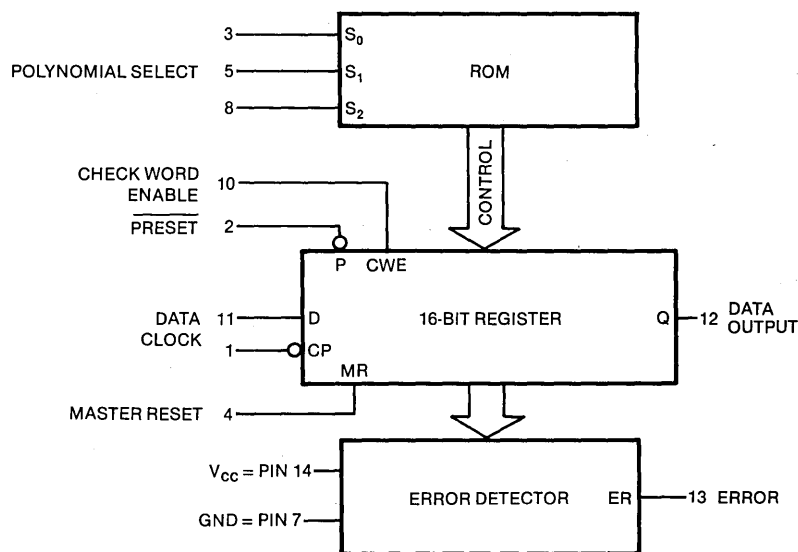 3 S0
POLYNOMIAL SELECT 5 S1 ROM
8 S2
CONTROL
CHECK WORD
ENABLE 10
PRESET 2
P CWE
DATA 11 D 16-BIT REGISTER Q 12 DATA
OUTPUT
CLOCK 1 CP
MR
MASTER RESET 4
VCC = PIN 14
ERROR DETECTOR ER 13 ERROR
GND = PIN 7